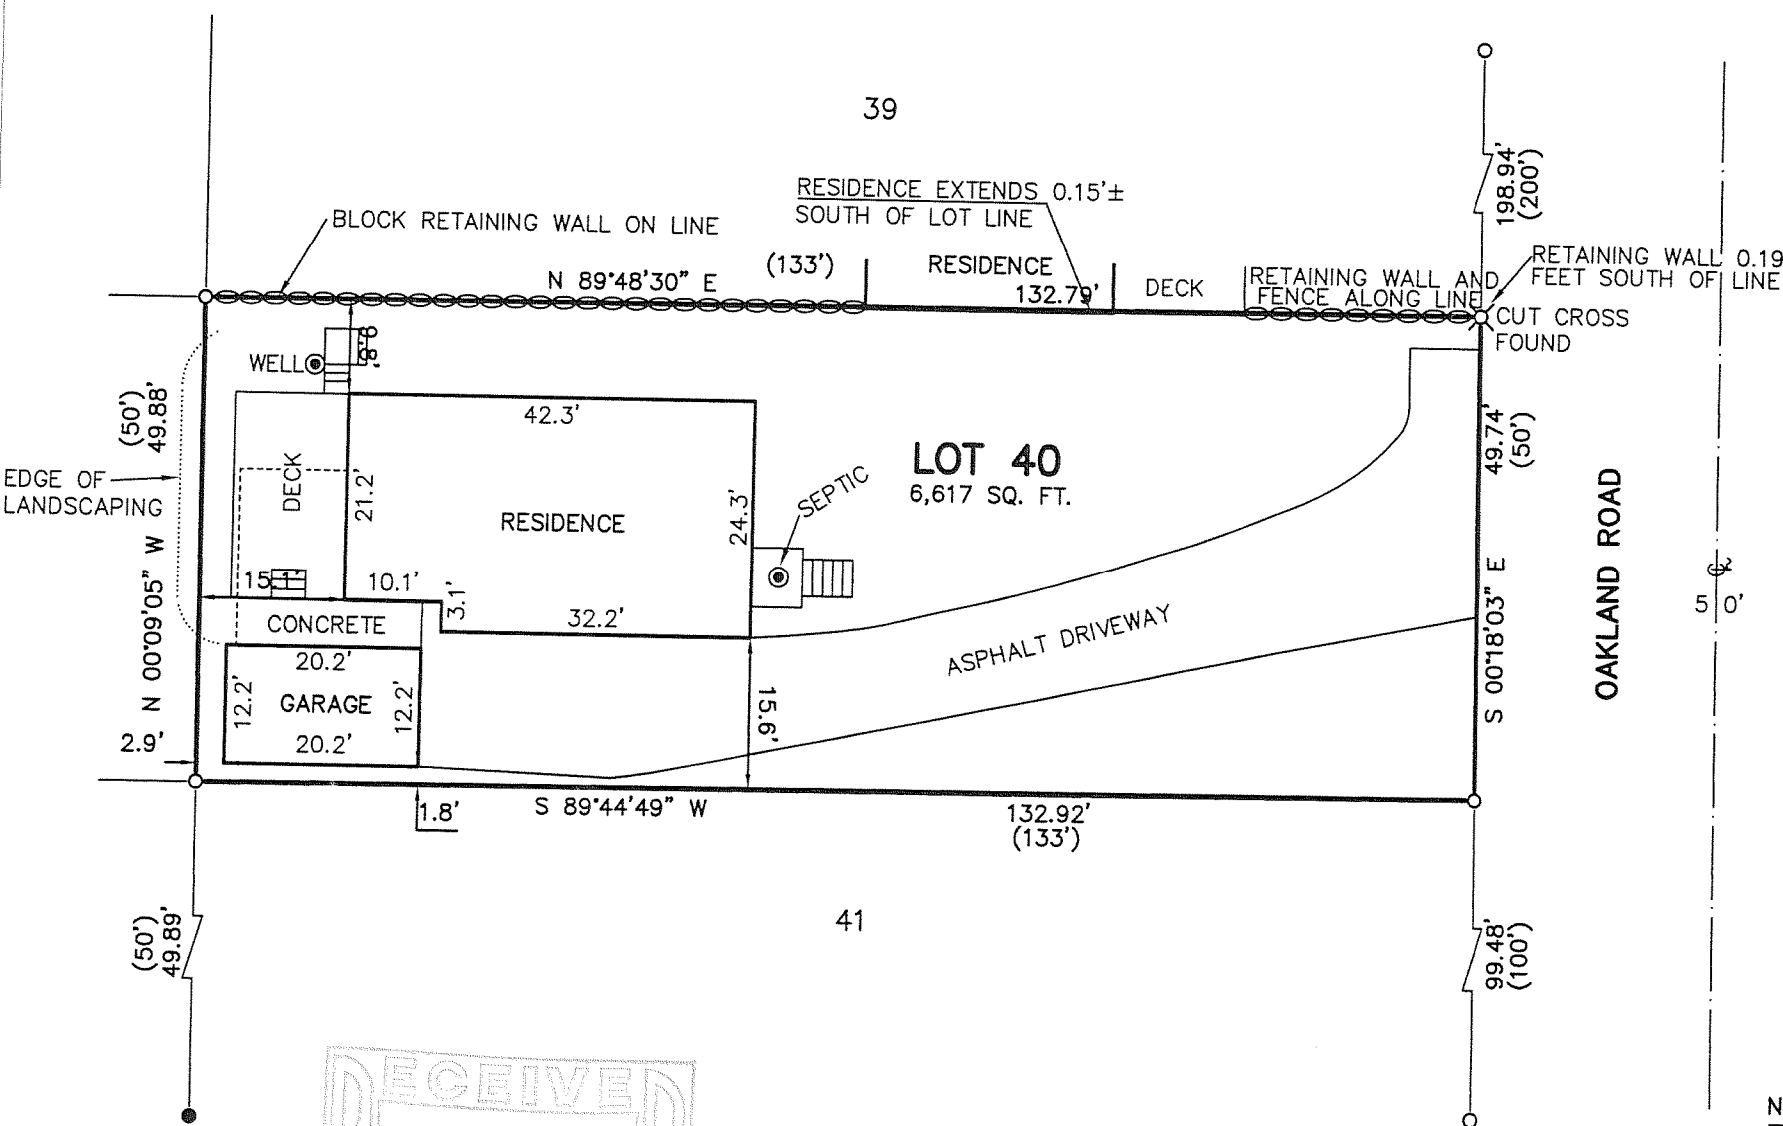 39
RESIDENCE EXTENDS 0.15'±
SOUTH OF LOT LINE
BLOCK RETAINING WALL ON LINE
198.94'
(200')
N 89°48'30" E
(133')
RESIDENCE
132.79'
DECK
RETAINING WALL AND
FENCE ALONG LINE
RETAINING WALL 0.19
FEET SOUTH OF LINE
CUT CROSS
FOUND
WELL
8.8'
(50')
49.88'
42.3'
LOT 40
6,617 SQ. FT.
49.74'
(50')
EDGE OF
LANDSCAPING
DECK
21.2'
RESIDENCE
24.3'
SEPTIC
OAKLAND ROAD
N 00°09'05" W
15.1'
10.1'
3.1'
32.2'
CONCRETE
ASPHALT DRIVEWAY
S 00°18'03" E
50'
20.2'
12.2'
GARAGE
12.2'
20.2'
15.6'
2.9'
1.8'
S 89°44'49" W
132.92'
(133')
41
(50')
49.89'
99.48'
(100')
RECEIVED
N